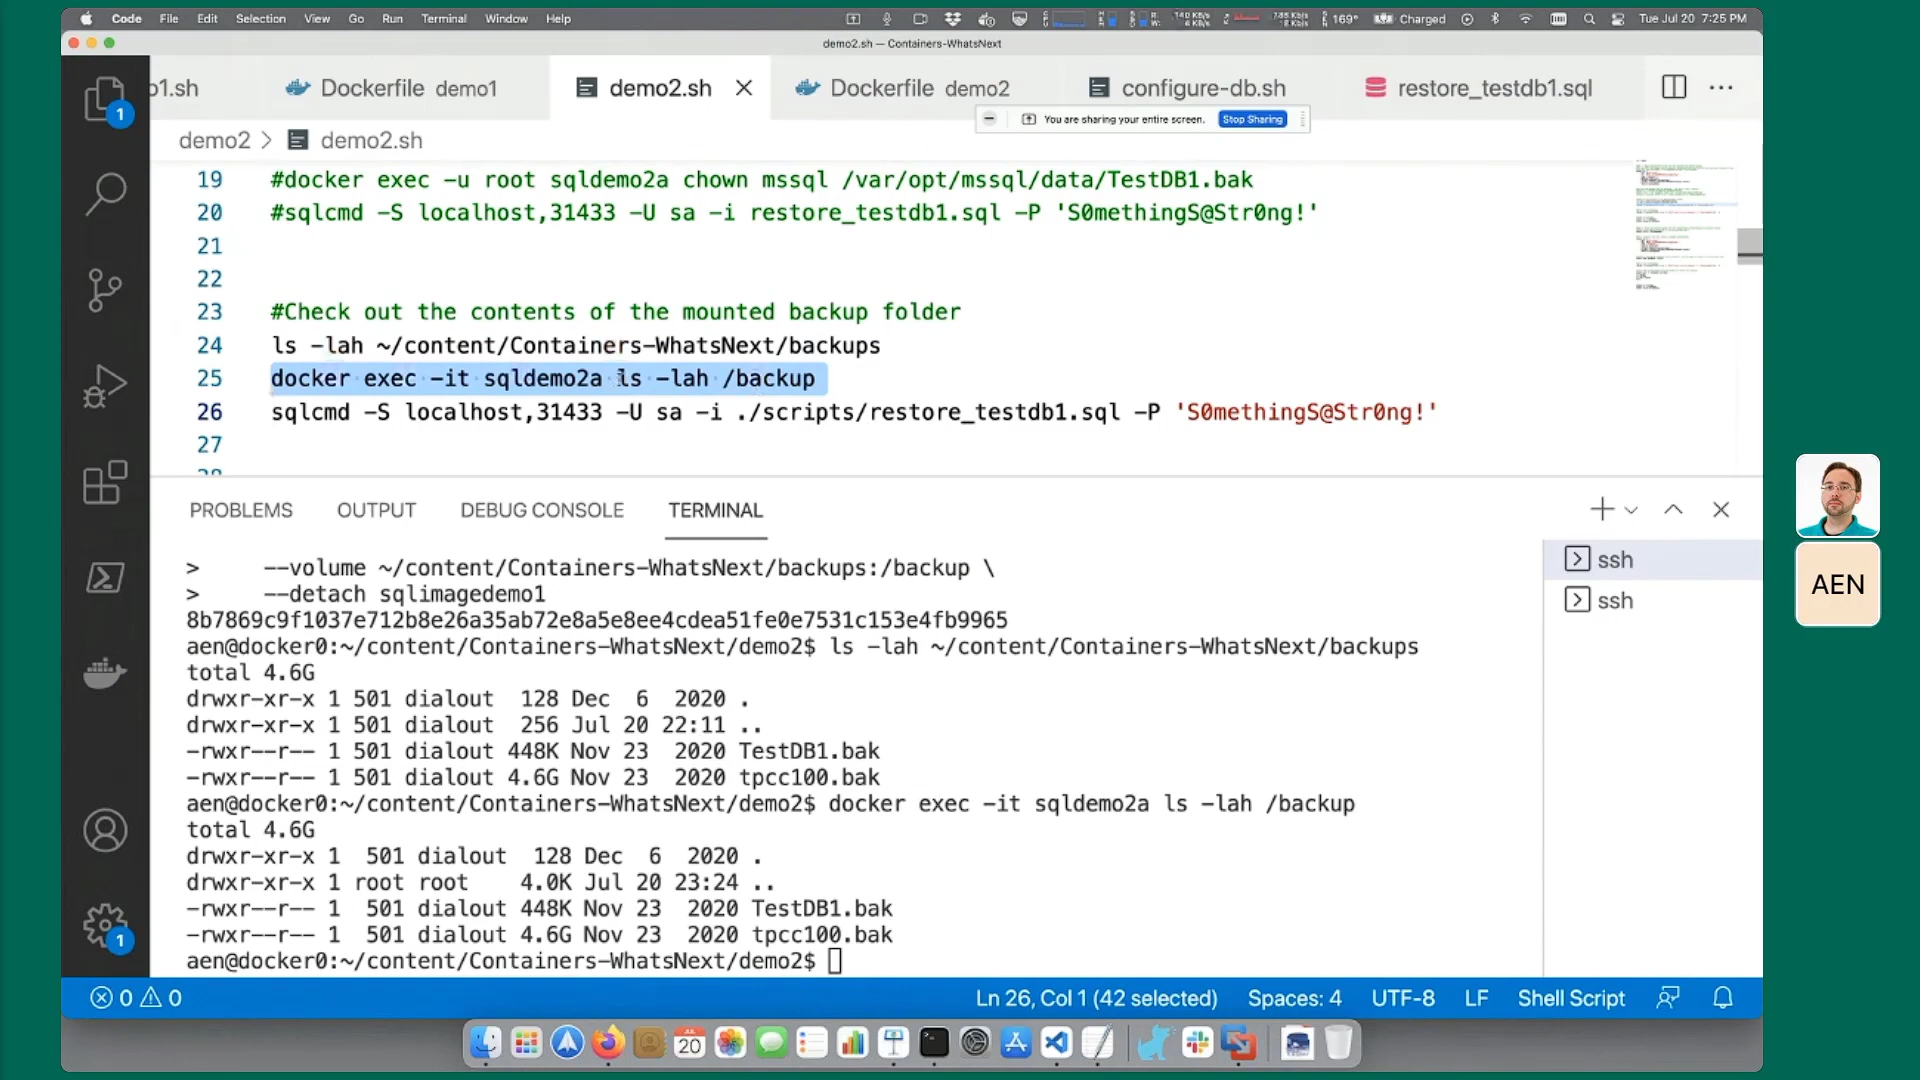 Code File Edit Selection View Go Run Terminal Window Help
169° Charged Tue Jul 20 7:25 PM
demo2.sh — Containers-WhatsNext
o1.sh Dockerfile demo1 demo2.sh Dockerfile demo2 configure-db.sh restore_testdb1.sql
You are sharing your entire screen. Stop Sharing
demo2 > demo2.sh
19 #docker exec -u root sqldemo2a chown mssql /var/opt/mssql/data/TestDB1.bak
20 #sqlcmd -S localhost,31433 -U sa -i restore_testdb1.sql -P 'S0methingS@Str0ng!'
21
22
23 #Check out the contents of the mounted backup folder
24 ls -lah ~/content/Containers-WhatsNext/backups
25 docker exec -it sqldemo2a ls -lah /backup
26 sqlcmd -S localhost,31433 -U sa -i ./scripts/restore_testdb1.sql -P 'S0methingS@Str0ng!'
27
PROBLEMS OUTPUT DEBUG CONSOLE TERMINAL
> --volume ~/content/Containers-WhatsNext/backups:/backup \
> --detach sqlimagedemo1
8b7869c9f1037e712b8e26a35ab72e8a5e8ee4cdea51fe0e7531c153e4fb9965
aen@docker0:~/content/Containers-WhatsNext/demo2$ ls -lah ~/content/Containers-WhatsNext/backups
total 4.6G
drwxr-xr-x 1 501 dialout 128 Dec 6 2020 .
drwxr-xr-x 1 501 dialout 256 Jul 20 22:11 ..
-rwxr--r-- 1 501 dialout 448K Nov 23 2020 TestDB1.bak
-rwxr--r-- 1 501 dialout 4.6G Nov 23 2020 tpcc100.bak
aen@docker0:~/content/Containers-WhatsNext/demo2$ docker exec -it sqldemo2a ls -lah /backup
total 4.6G
drwxr-xr-x 1 501 dialout 128 Dec 6 2020 .
drwxr-xr-x 1 root root 4.0K Jul 20 23:24 ..
-rwxr--r-- 1 501 dialout 448K Nov 23 2020 TestDB1.bak
-rwxr--r-- 1 501 dialout 4.6G Nov 23 2020 tpcc100.bak
aen@docker0:~/content/Containers-WhatsNext/demo2$
ssh
ssh
AEN
1
1
0 0 Ln 26, Col 1 (42 selected) Spaces: 4 UTF-8 LF Shell Script
20